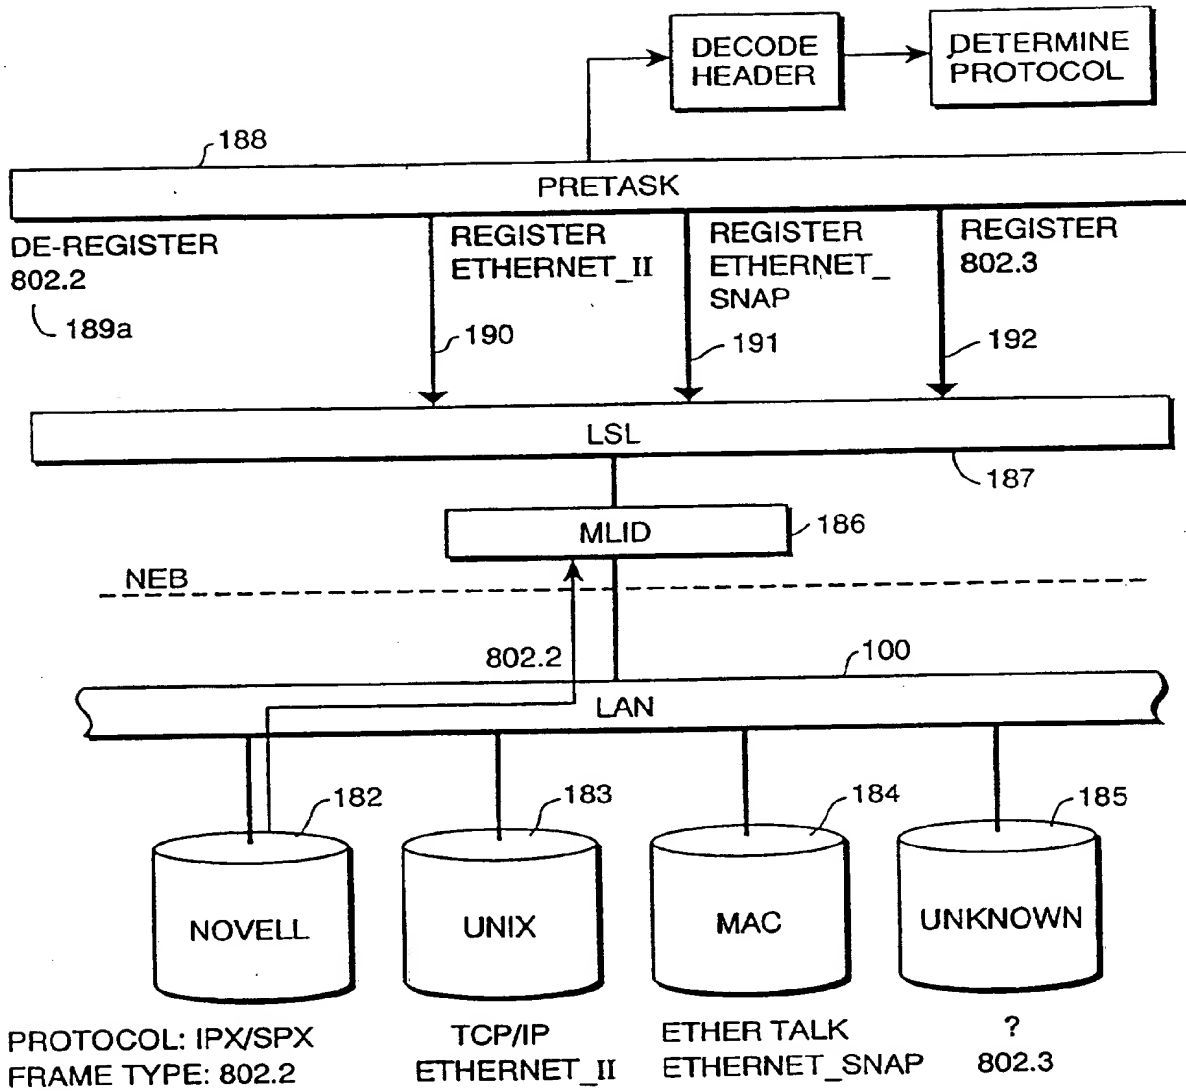 DECODE
HEADER
DETERMINE
PROTOCOL
188
PRETASK
DE-REGISTER
802.2
189a
REGISTER
ETHERNET_II
REGISTER
ETHERNET_
SNAP
REGISTER
802.3
190
191
192
LSL
187
MLID
186
NEB
802.2
100
LAN
182
183
184
185
NOVELL
UNIX
MAC
UNKNOWN
PROTOCOL: IPX/SPX
FRAME TYPE: 802.2
TCP/IP
ETHERNET_II
ETHER TALK
ETHERNET_SNAP
?
802.3